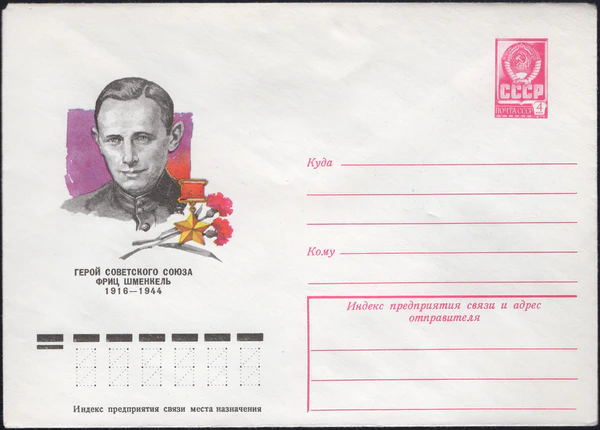 СССР
ПОЧТА СССР 4
Куда
Кому
ГЕРОЙ СОВЕТСКОГО СОЮЗА
ФРИЦ ШМЕНКЕЛЬ
1916—1944
Индекс предприятия связи и адрес
отправителя
Индекс предприятия связи места назначения